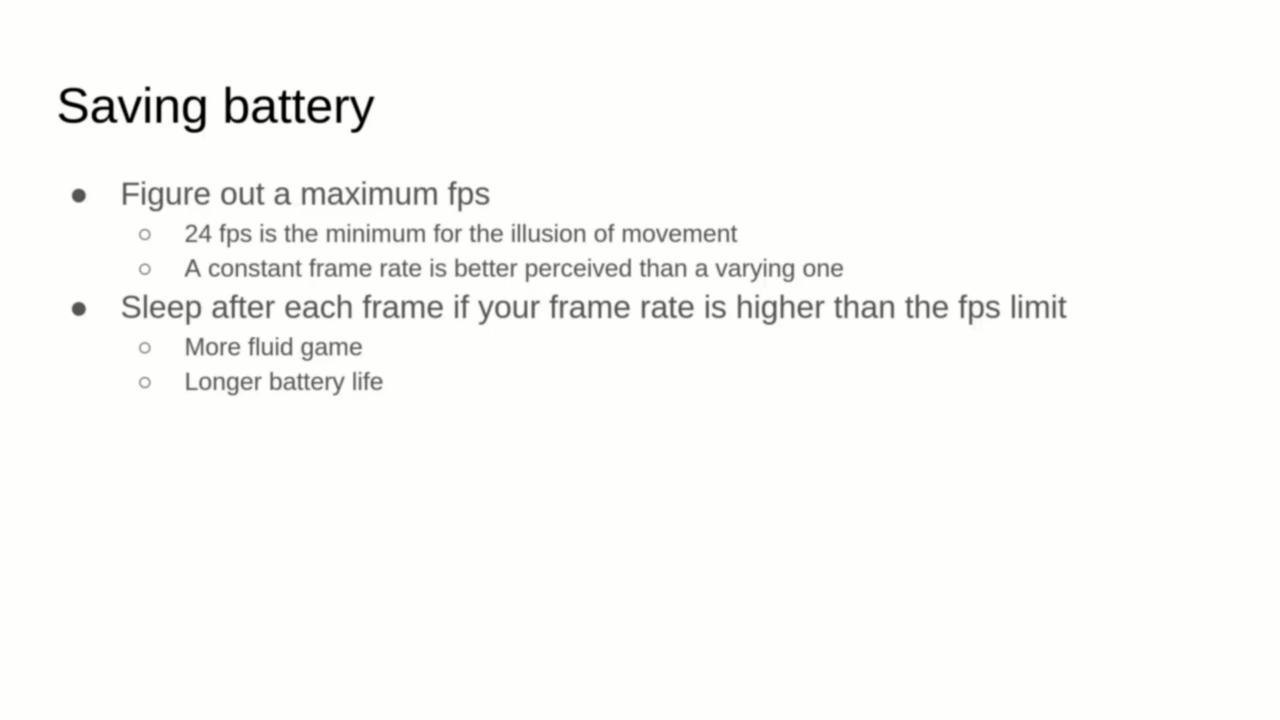 Saving battery
● Figure out a maximum fps
○ 24 fps is the minimum for the illusion of movement
○ A constant frame rate is better perceived than a varying one
● Sleep after each frame if your frame rate is higher than the fps limit
○ More fluid game
○ Longer battery life